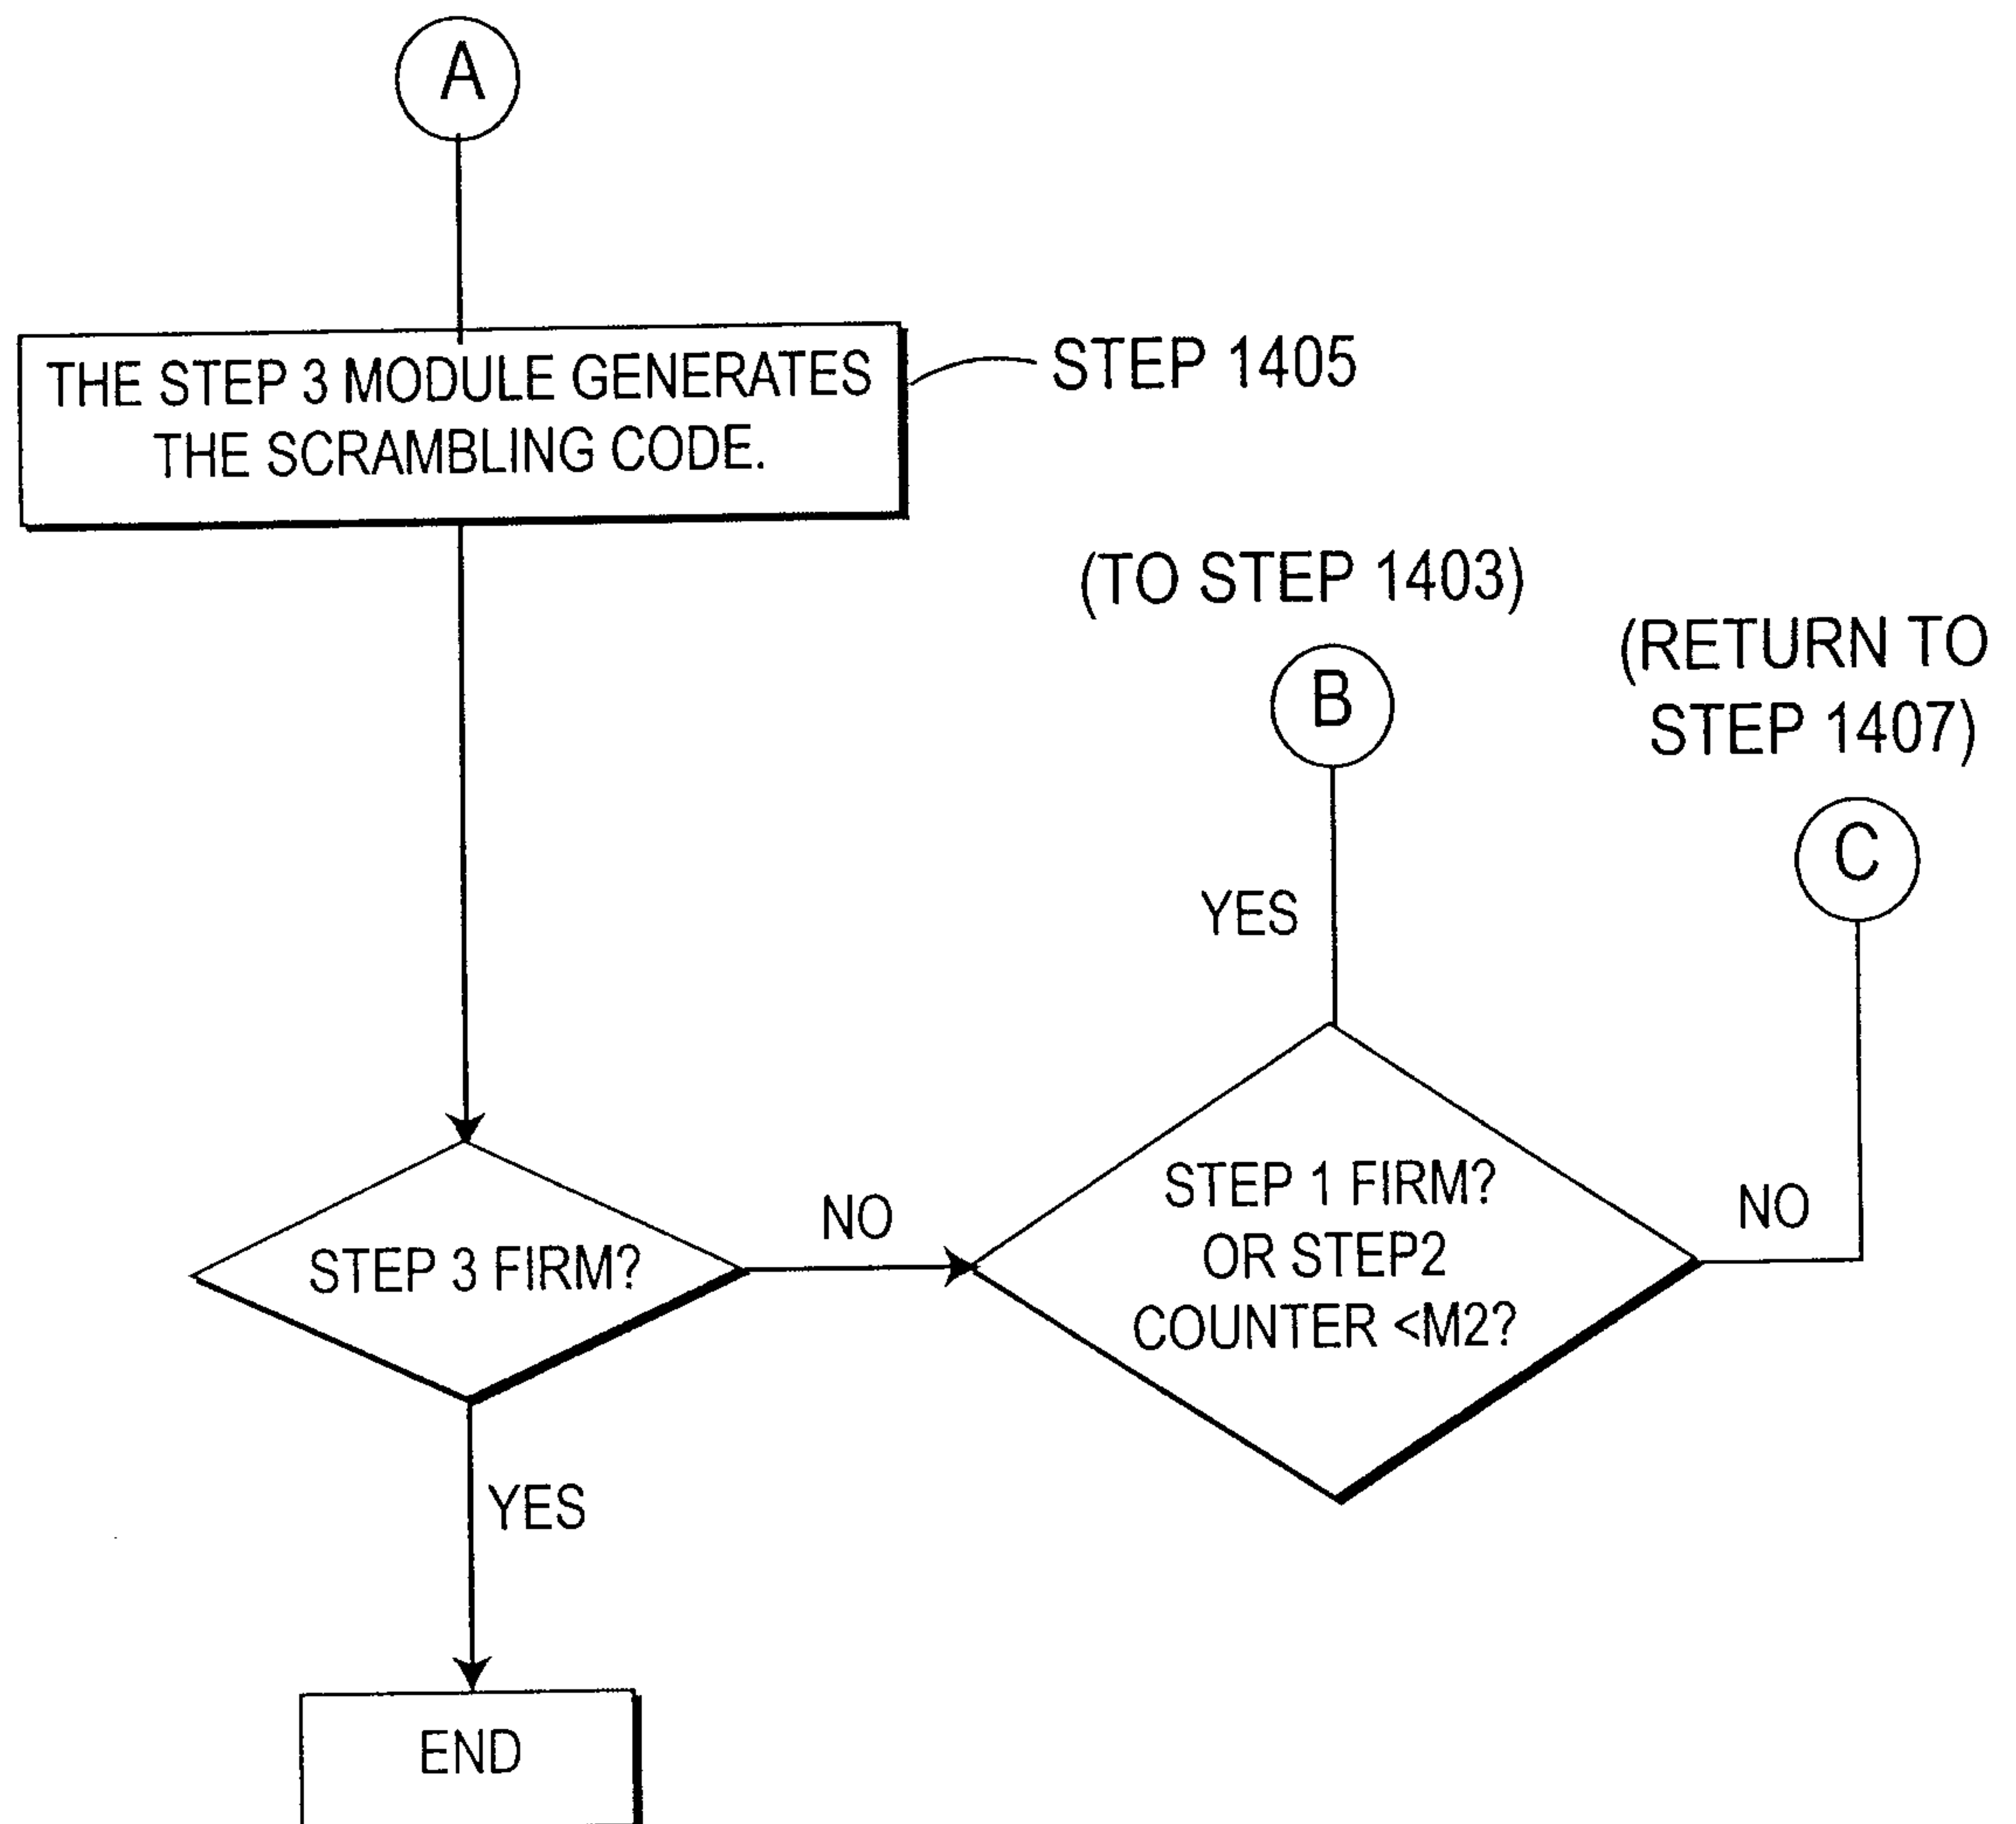 A
THE STEP 3 MODULE GENERATES
THE SCRAMBLING CODE.
STEP 1405
(TO STEP 1403)
B
(RETURN TO
STEP 1407)
C
YES
STEP 3 FIRM?
NO
STEP 1 FIRM?
OR STEP2
COUNTER <M2?
NO
YES
END